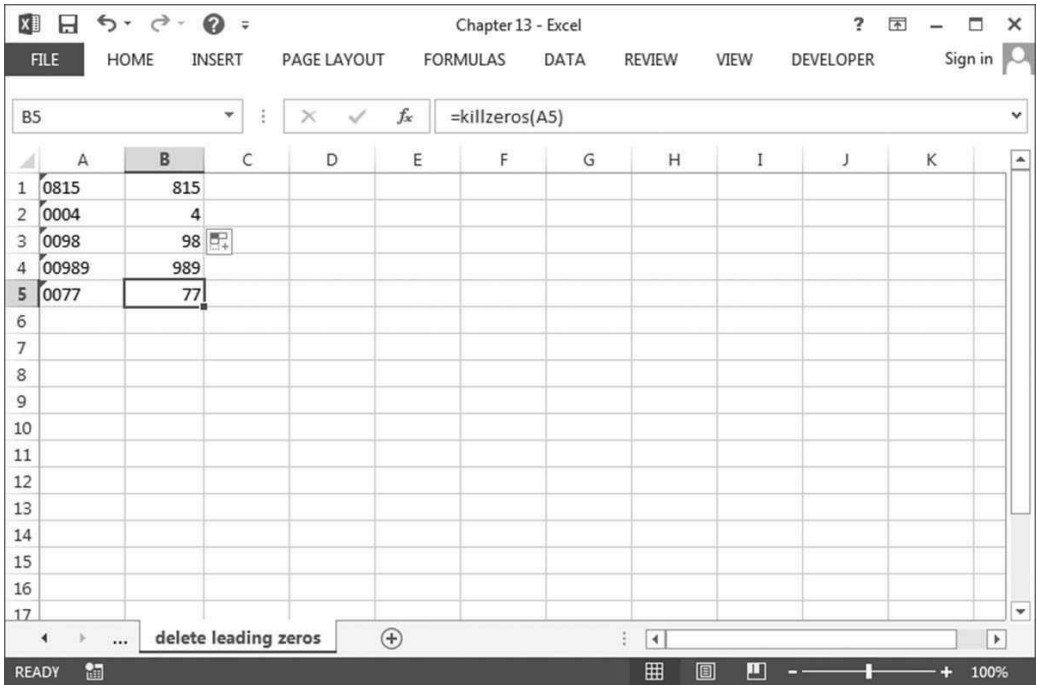 Chapter 13 - Excel ?
FILE HOME INSERT PAGE LAYOUT FORMULAS DATA REVIEW VIEW DEVELOPER Sign in
B5 fx =killzeros(A5)
A B C D E F G H I J K
1 0815 815
2 0004 4
3 0098 98
4 00989 989
5 0077 77
6
7
8
9
10
11
12
13
14
15
16
17
... delete leading zeros
READY 100%